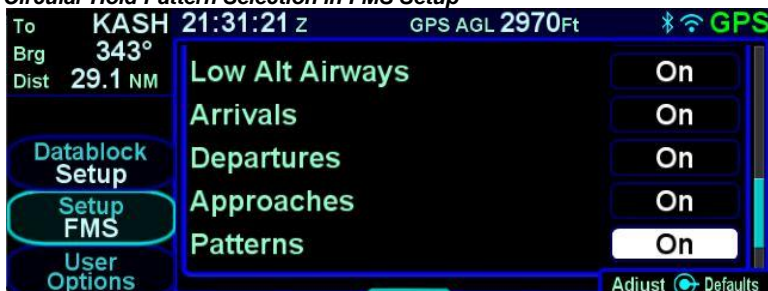 Circular Hold Pattern Selection in FMS Setup
To KASH 21:31:21 Z GPS AGL 2970Ft GPS
Brg 343°
Dist 29.1 NM
Low Alt Airways On
Arrivals On
Datablock
Setup
Departures On
Setup
FMS
Approaches On
Patterns On
User
Options
Adjust Defaults